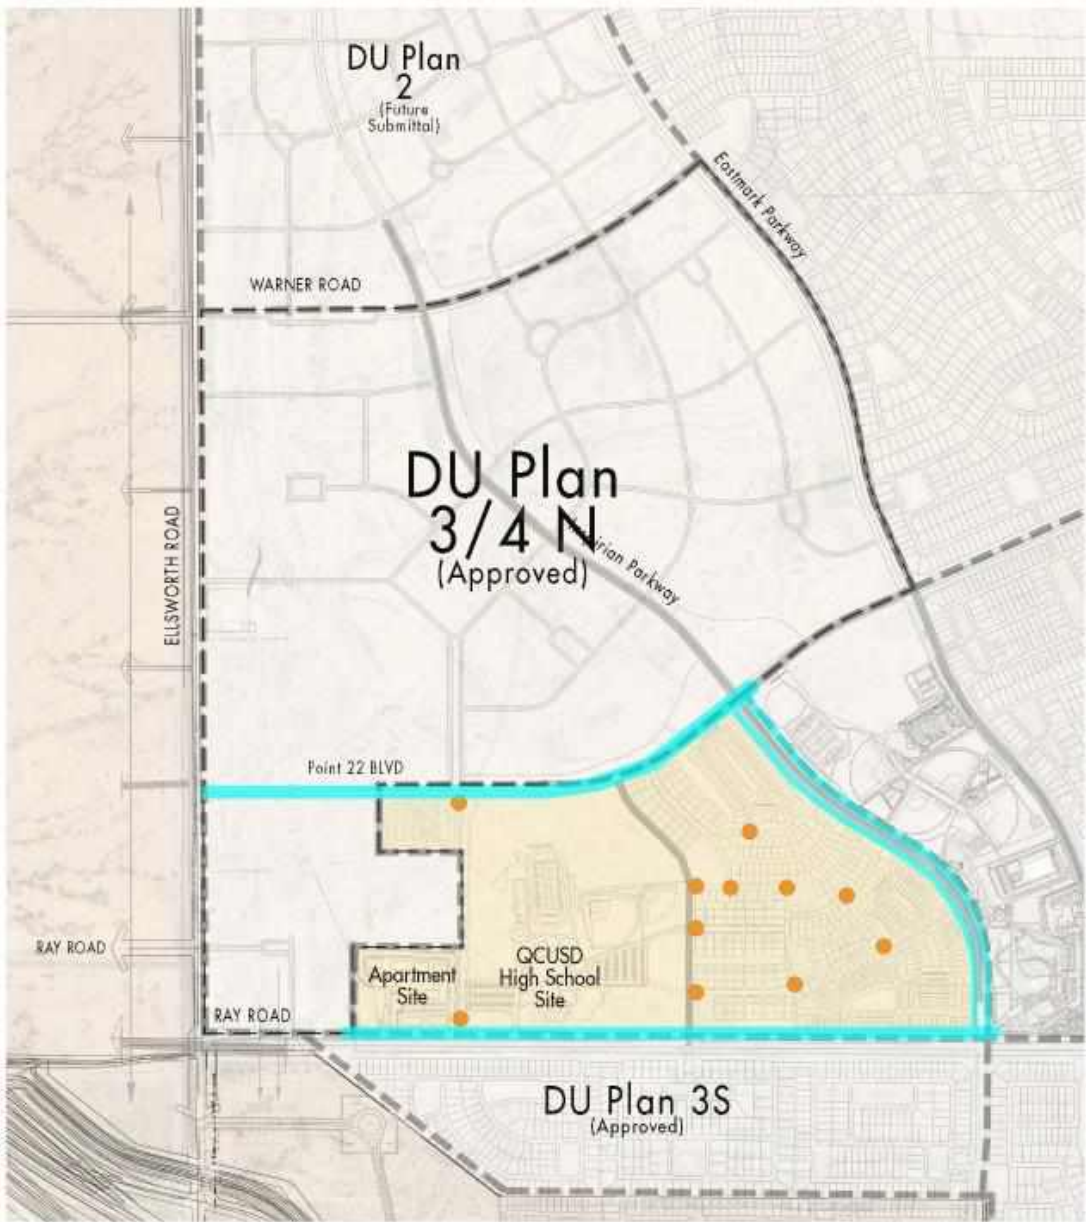 DU Plan
2
(Future
Submittal)
Eastmark Parkway
WARNER ROAD
DU Plan
3/4 N
(Approved)
Parkway
ELLSWORTH ROAD
Point 22 BLVD
RAY ROAD
QCUSD
High School
Site
Apartment
Site
RAY ROAD
DU Plan 3S
(Approved)